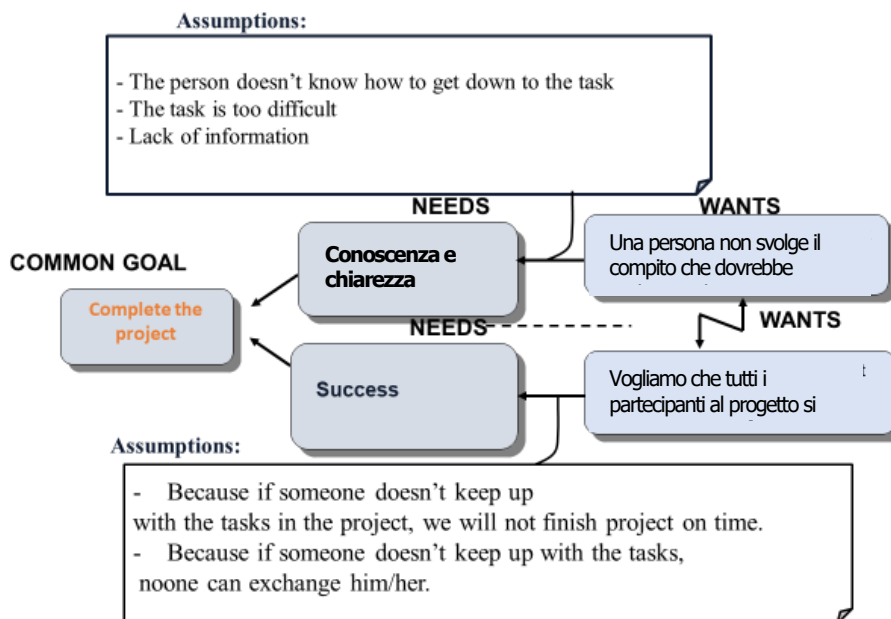 Assumptions:
- The person doesn't know how to get down to the task
- The task is too difficult
- Lack of information
NEEDS
WANTS
Conoscenza e
chiarezza
Una persona non svolge il
compito che dovrebbe
COMMON GOAL
Complete the
project
NEEDS
WANTS
Success
Vogliamo che tutti i
partecipanti al progetto si
Assumptions:
- Because if someone doesn't keep up
with the tasks in the project, we will not finish project on time.
- Because if someone doesn't keep up with the tasks,
noone can exchange him/her.